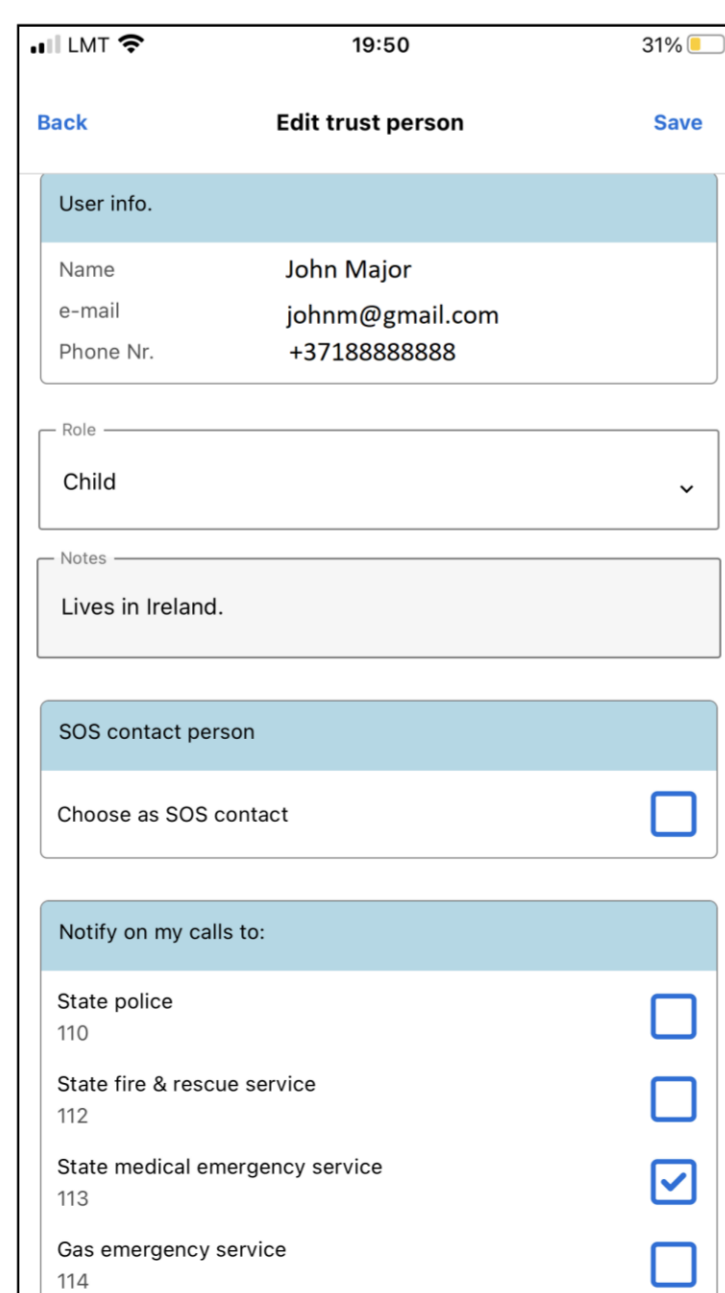 LMT 19:50 31%
Back Edit trust person Save
User info.
Name John Major
e-mail johnm@gmail.com
Phone Nr. +37188888888
Role
Child
Notes
Lives in Ireland.
SOS contact person
Choose as SOS contact
Notify on my calls to:
State police
110
State fire & rescue service
112
State medical emergency service
113
Gas emergency service
114